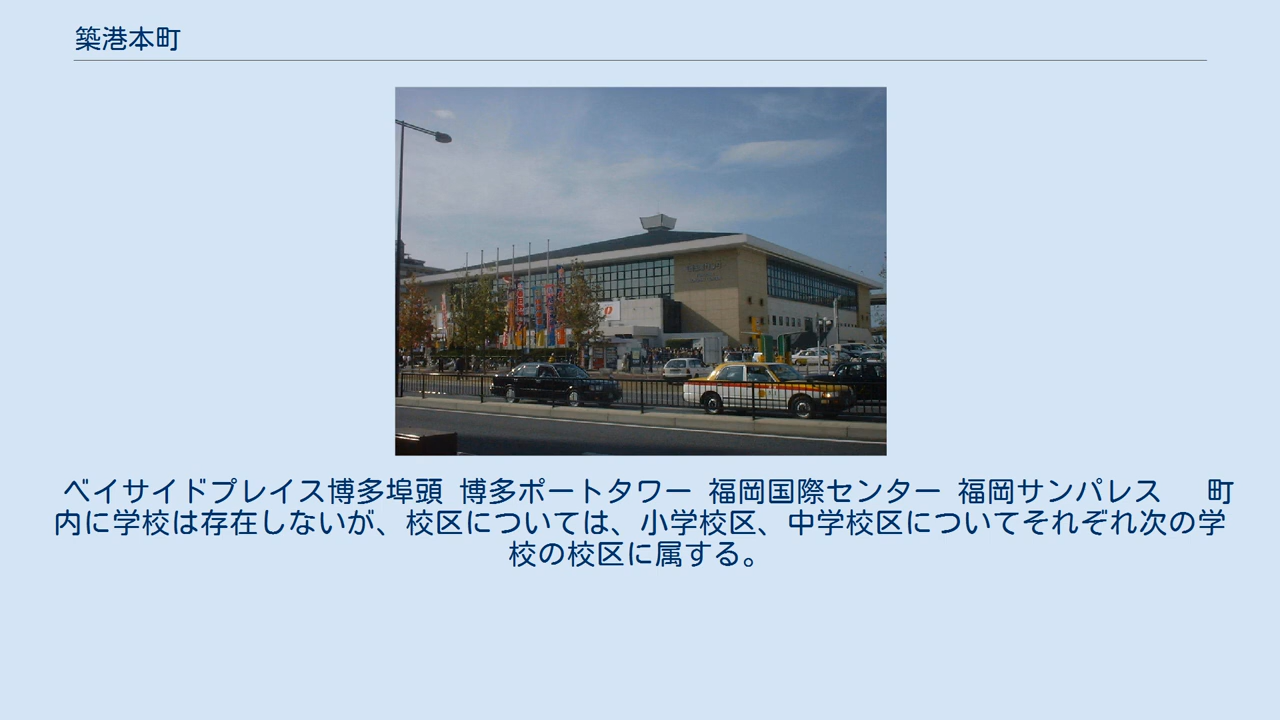 築港本町
ベイサイドプレイス博多埠頭 博多ポートタワー 福岡国際センター 福岡サンパレス　 町
内に学校は存在しないが、校区については、小学校区、中学校区についてそれぞれ次の学
校の校区に属する。